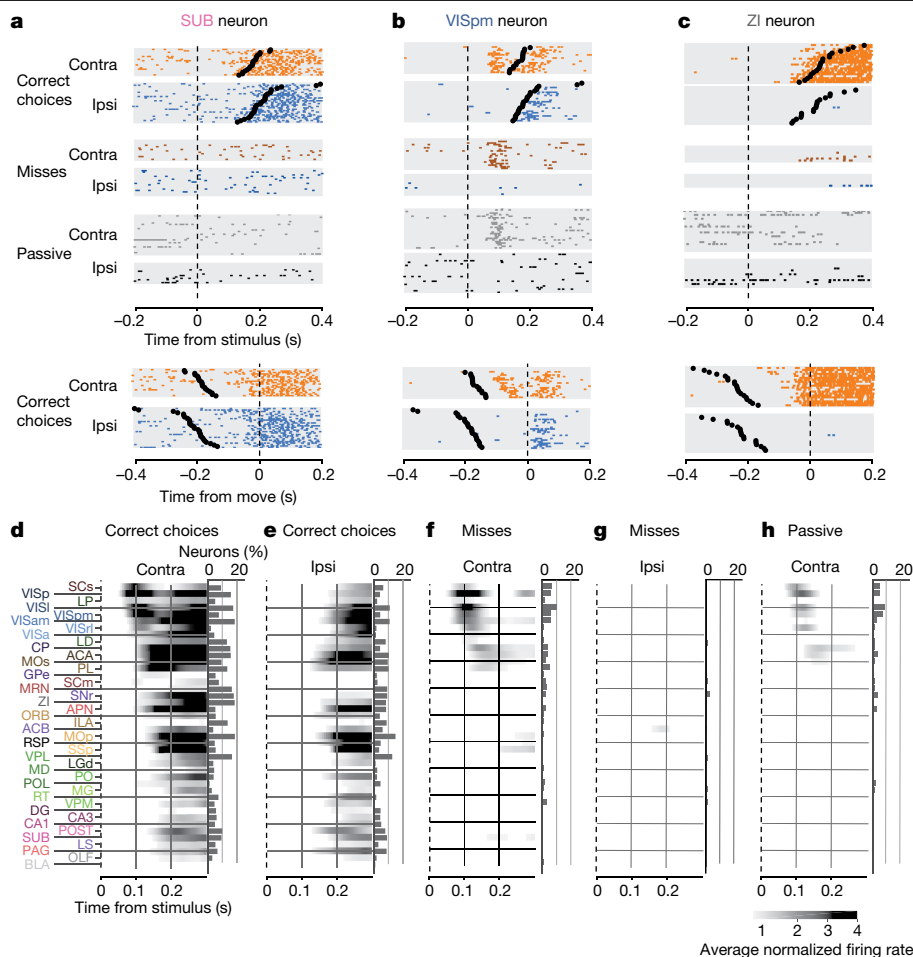 a SUB neuron
b VISpm neuron
c ZI neuron
Correct choices
Contra
Ipsi
Misses
Contra
Ipsi
Passive
Contra
Ipsi
−0.2 0 0.2 0.4
Time from stimulus (s)
−0.2 0 0.2 0.4
−0.2 0 0.2 0.4
Correct choices
Contra
Ipsi
−0.4 −0.2 0 0.2
Time from move (s)
−0.4 −0.2 0 0.2
−0.4 −0.2 0 0.2
d Correct choices
e Correct choices
f Misses
g Misses
h Passive
Neurons (%)
Contra 0 20
Ipsi 0 20
Contra 0 20
Ipsi 0 20
Contra 0 20
SCs
VISp
LP
VISl
VISpm
VISam
VISrl
VISa
LD
CP
ACA
MOs
PL
GPe
SCm
MRN
SNr
ZI
APN
ORB
ILA
ACB
MOp
RSP
SSp
VPL
LGd
MD
PO
POL
MG
RT
VPM
DG
CA3
CA1
POST
SUB
LS
PAG
OLF
BLA
0 0.1 0.2
Time from stimulus (s)
0 0.1 0.2
0 0.1 0.2
0 0.1 0.2
0 0.1 0.2
1 2 3 4
Average normalized firing rate